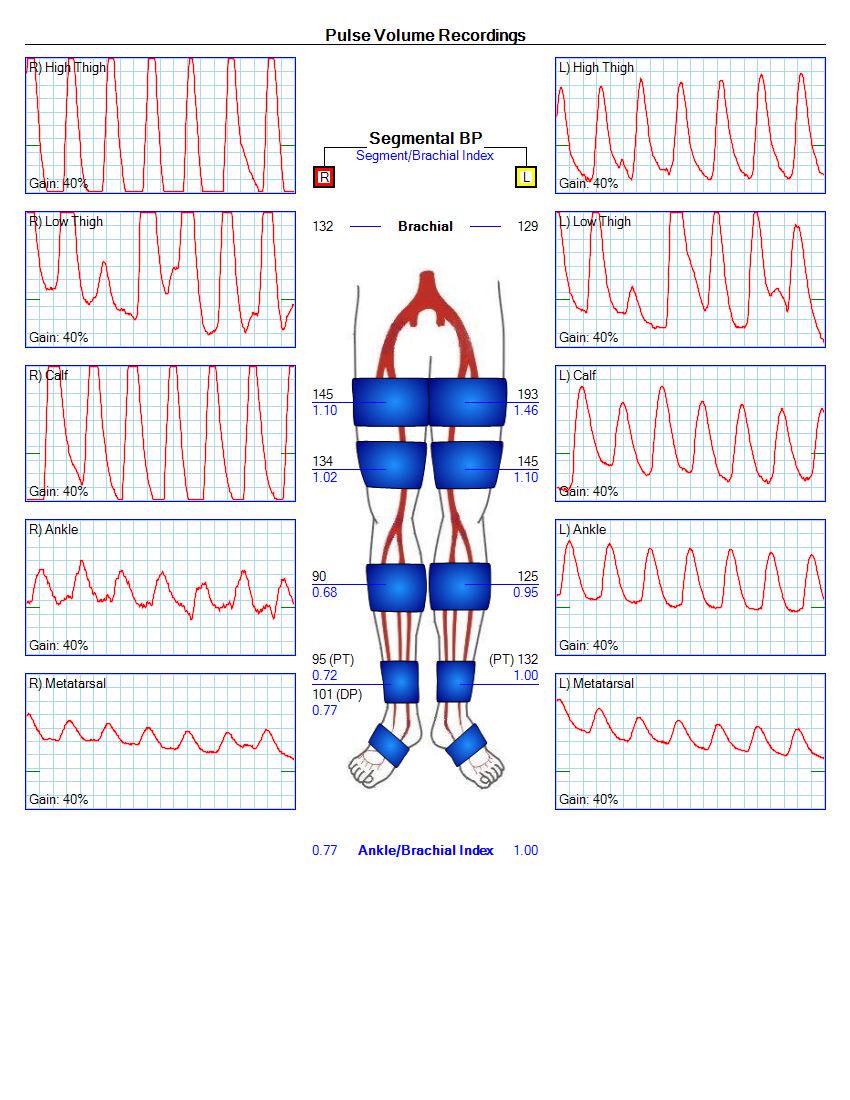 Pulse Volume Recordings
R) High Thigh
Gain: 40%
L) High Thigh
Gain: 40%
Segmental BP
Segment/Brachial Index
R
L
R) Low Thigh
Gain: 40%
132 Brachial 129
L) Low Thigh
Gain: 40%
R) Calf
Gain: 40%
145 193
1.10 1.46
134 145
1.02 1.10
L) Calf
Gain: 40%
R) Ankle
Gain: 40%
90 125
0.68 0.95
L) Ankle
Gain: 40%
95 (PT) (PT) 132
0.72 1.00
101 (DP)
0.77
R) Metatarsal
Gain: 40%
L) Metatarsal
Gain: 40%
0.77 Ankle/Brachial Index 1.00